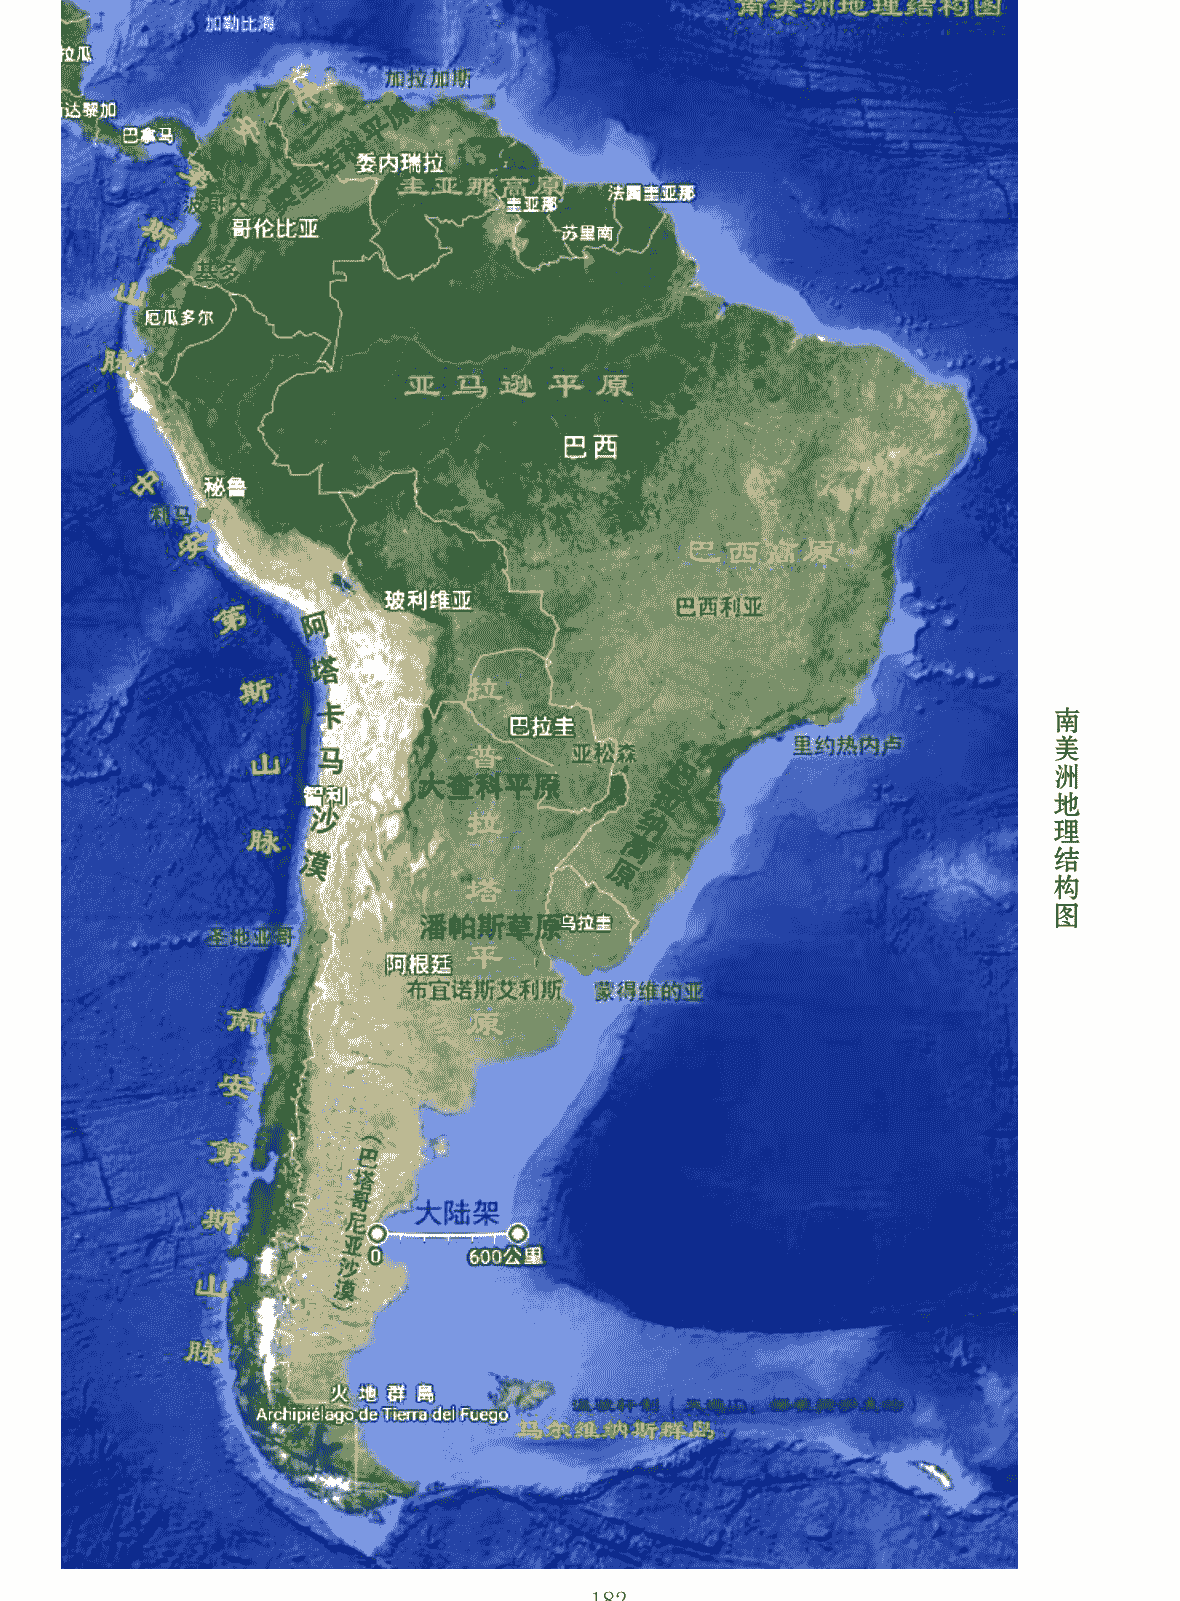 南美洲地理结构图
加勒比海
拉瓜
达黎加
巴拿马
加拉加斯
委内瑞拉
圭亚那高原
圭亚那
法属圭亚那
苏里南
波哥大
哥伦比亚
基多
厄瓜多尔
亚马逊平原
巴西
秘鲁
利马
中安第斯山脉
巴西高原
巴西利亚
玻利维亚
阿塔卡马沙漠
智利
拉普拉塔平原
巴拉圭
亚松森
大查科平原
里约热内卢
巴拉纳高原
潘帕斯草原
乌拉圭
圣地亚哥
阿根廷
布宜诺斯艾利斯
蒙得维的亚
南安第斯山脉
(巴塔哥尼亚沙漠)
大陆架
0
600公里
火地群岛
Archipiélago de Tierra del Fuego
马尔维纳斯群岛
南美洲地理结构图
182